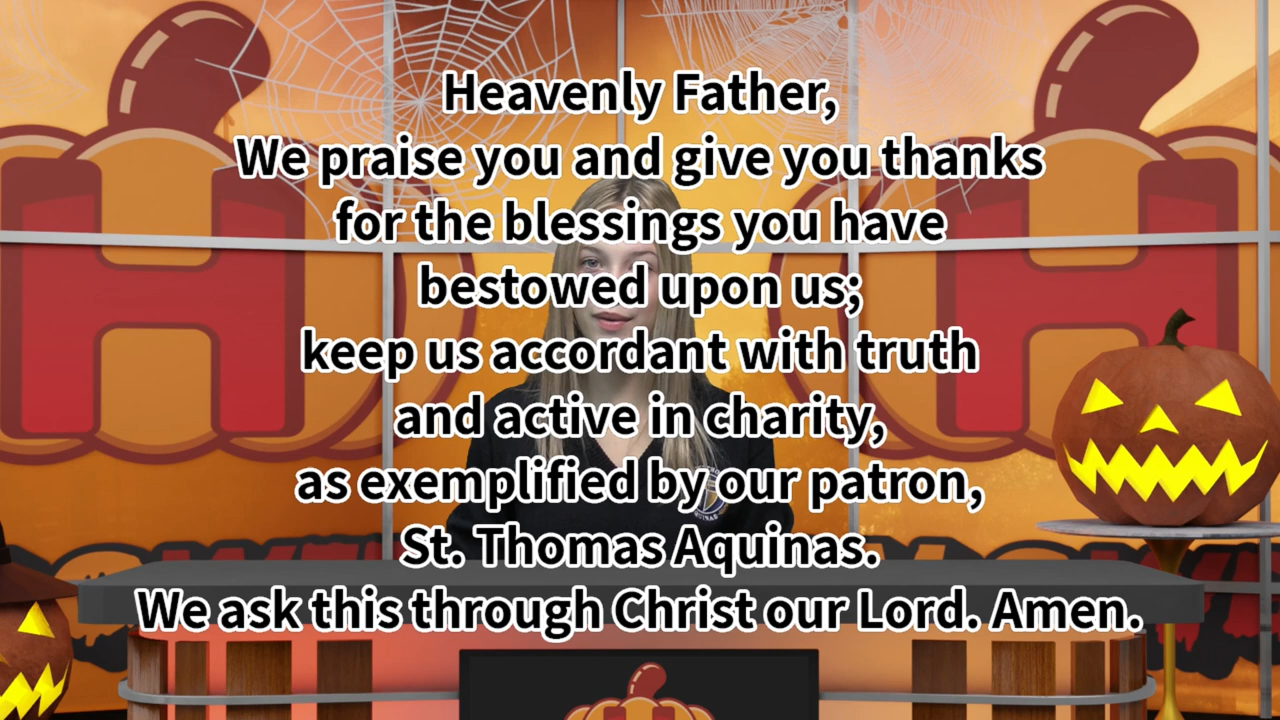 Heavenly Father,
We praise you and give you thanks
for the blessings you have
bestowed upon us;
keep us accordant with truth
and active in charity,
as exemplified by our patron,
St. Thomas Aquinas.
We ask this through Christ our Lord. Amen.
H
H